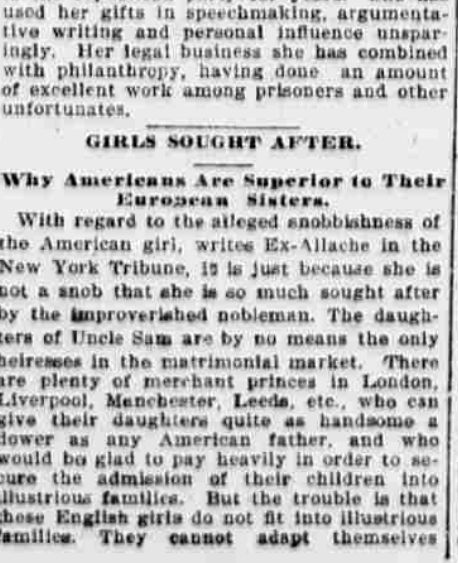 used her gifts in speechmaking, argumenta-
tive writing and personal influence unspar-
ingly. Her legal business she has combined
with philanthropy, having done an amount
of excellent work among prisoners and other
unfortunates.
GIRLS SOUGHT AFTER.
Why Americans Are Superior to Their
European Sisters.
With regard to the alleged snobbishness of
the American girl, writes Ex-Allache in the
New York Tribune, it is just because she is
not a snob that she is so much sought after
by the improverished nobleman. The daugh-
ters of Uncle Sam are by no means the only
heiresses in the matrimonial market. There
are plenty of merchant princes in London,
Liverpool, Manchester, Leeds, etc., who can
give their daughters quite as handsome a
dower as any American father, and who
would be glad to pay heavily in order to se-
cure the admission of their children into
illustrious families. But the trouble is that
these English girls do not fit into illustrious
families. They cannot adapt themselves